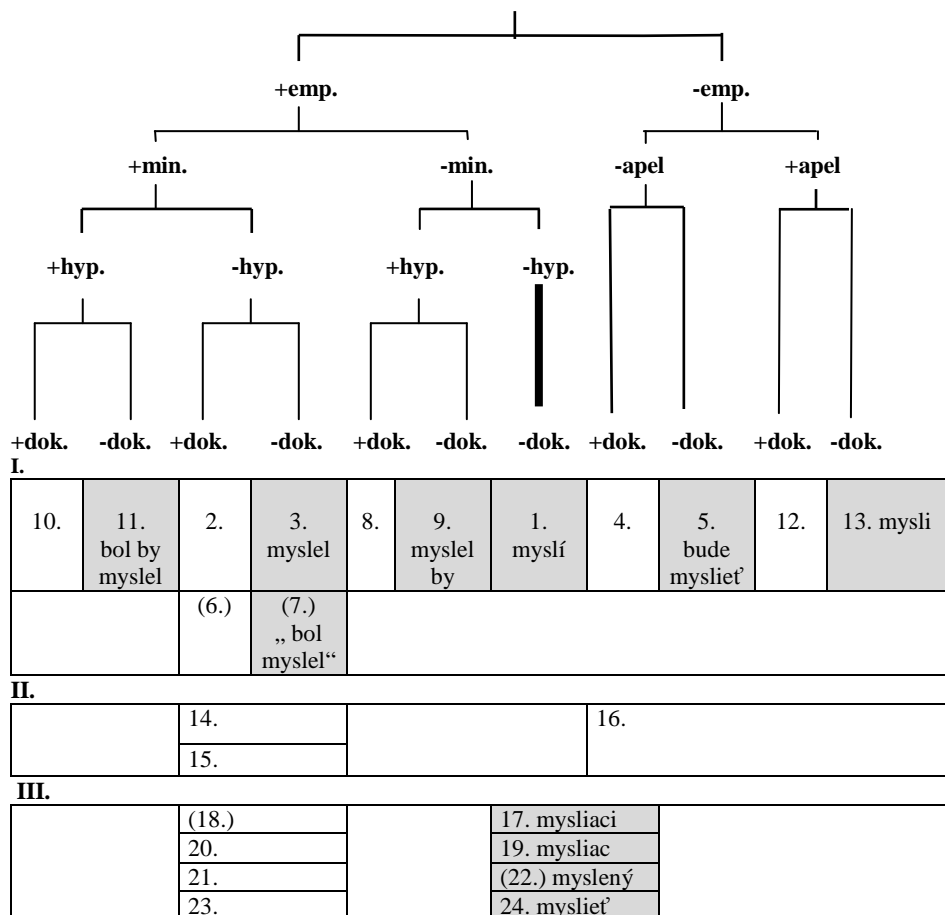 +emp. -emp.
+min. -min. -apel +apel
+hyp. -hyp. +hyp. -hyp.
+dok. -dok. +dok. -dok. +dok. -dok. -dok. +dok. -dok. +dok. -dok.
I.
10. 11. 2. 3. 8. 9. 1. 4. 5. 12. 13. mysli
bol by myslel myslel myslí bude
myslel by myslieť
(6.) (7.)
„ bol
myslel“
II.
14. 16.
15.
III.
(18.) 17. mysliaci
20. 19. mysliac
21. (22.) myslený
23. 24. myslieť